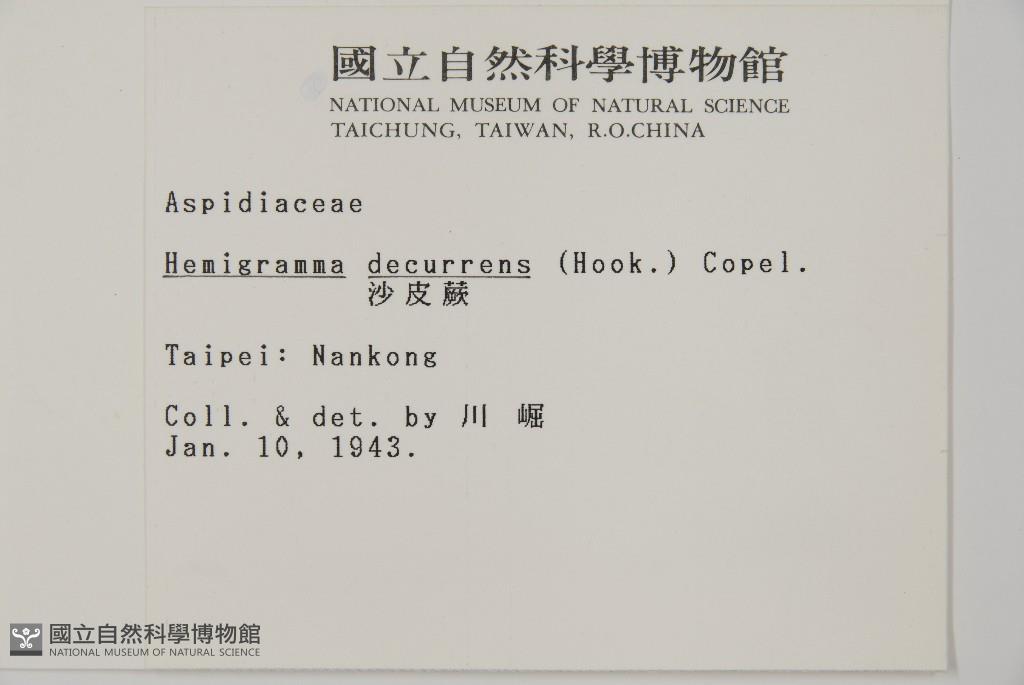 國立自然科學博物館
NATIONAL MUSEUM OF NATURAL SCIENCE
TAICHUNG, TAIWAN, R.O.CHINA
Aspidiaceae
Hemigramma decurrens (Hook.) Copel.
沙皮蕨
Taipei: Nankong
Coll. & det. by 川 崛
Jan. 10, 1943.
國立自然科學博物館
NATIONAL MUSEUM OF NATURAL SCIENCE